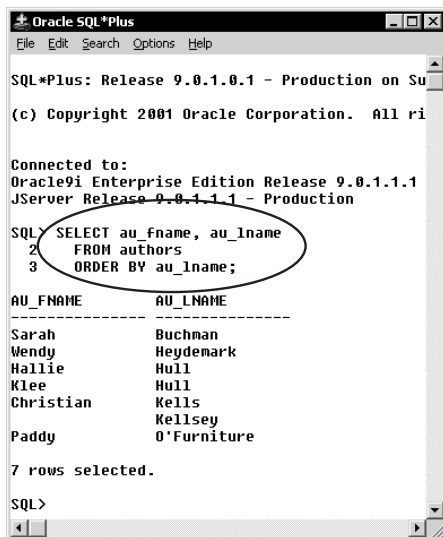 Oracle SQL*Plus
File Edit Search Options Help
SQL*Plus: Release 9.0.1.0.1 - Production on Su
(c) Copyright 2001 Oracle Corporation.  All ri
Connected to:
Oracle9i Enterprise Edition Release 9.0.1.1.1
JServer Release 9.0.1.1.1 - Production
SQL> SELECT au_fname, au_lname
  2    FROM authors
  3    ORDER BY au_lname;
AU_FNAME        AU_LNAME
--------------- ---------------
Sarah           Buchman
Wendy           Heydemark
Hallie          Hull
Klee            Hull
Christian       Kells
                Kellsey
Paddy           O'Furniture
7 rows selected.
SQL>